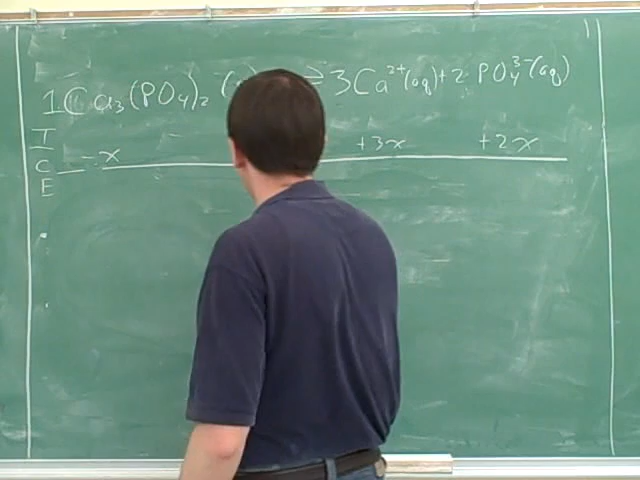 1Ca₃(PO₄)₂ ⇌ 3Ca²⁺(aq) + 2 PO₄³⁻(aq)
I
C -x +3x +2x
E